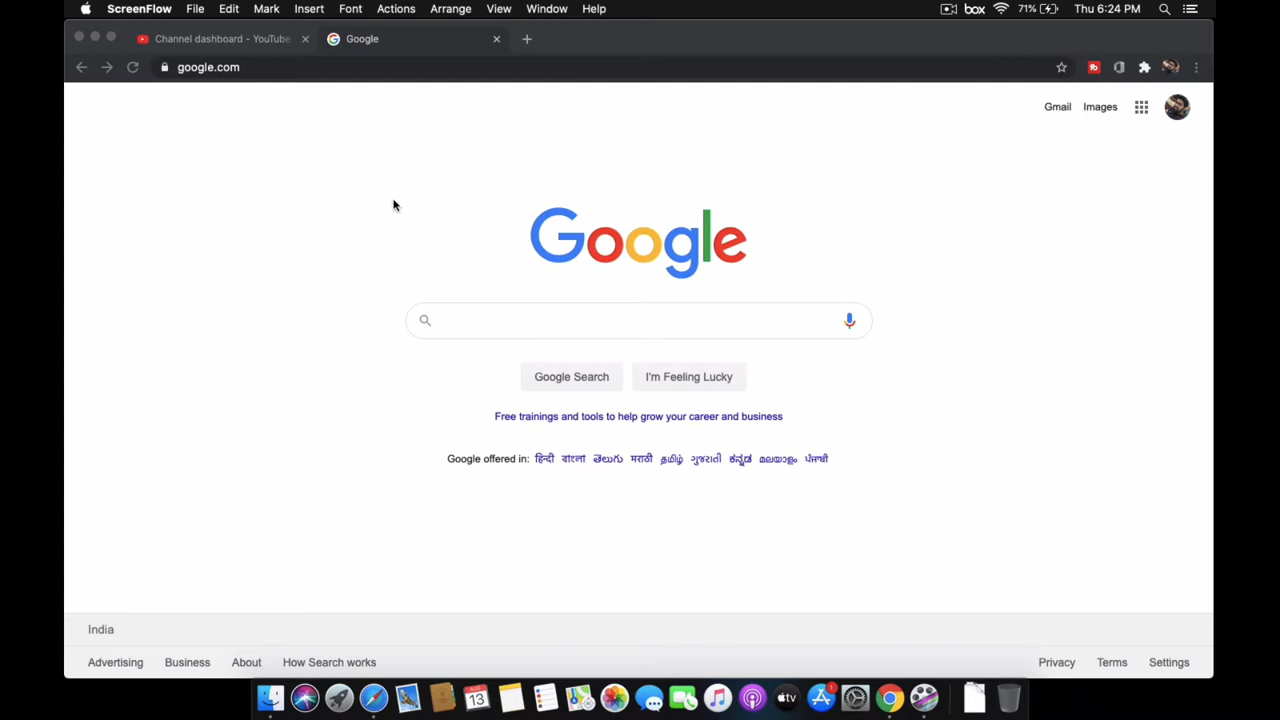 ScreenFlow File Edit Mark Insert Font Actions Arrange View Window Help box 71% Thu 6:24 PM
Channel dashboard - YouTube Google
google.com
Gmail Images
Google
Google Search I'm Feeling Lucky
Free trainings and tools to help grow your career and business
Google offered in: हिन्दी বাংলা తెలుగు मराठी தமிழ் ગુજરાતી ಕನ್ನಡ മലയാളം ਪੰਜਾਬੀ
India
Advertising Business About How Search works Privacy Terms Settings
13
tv
1